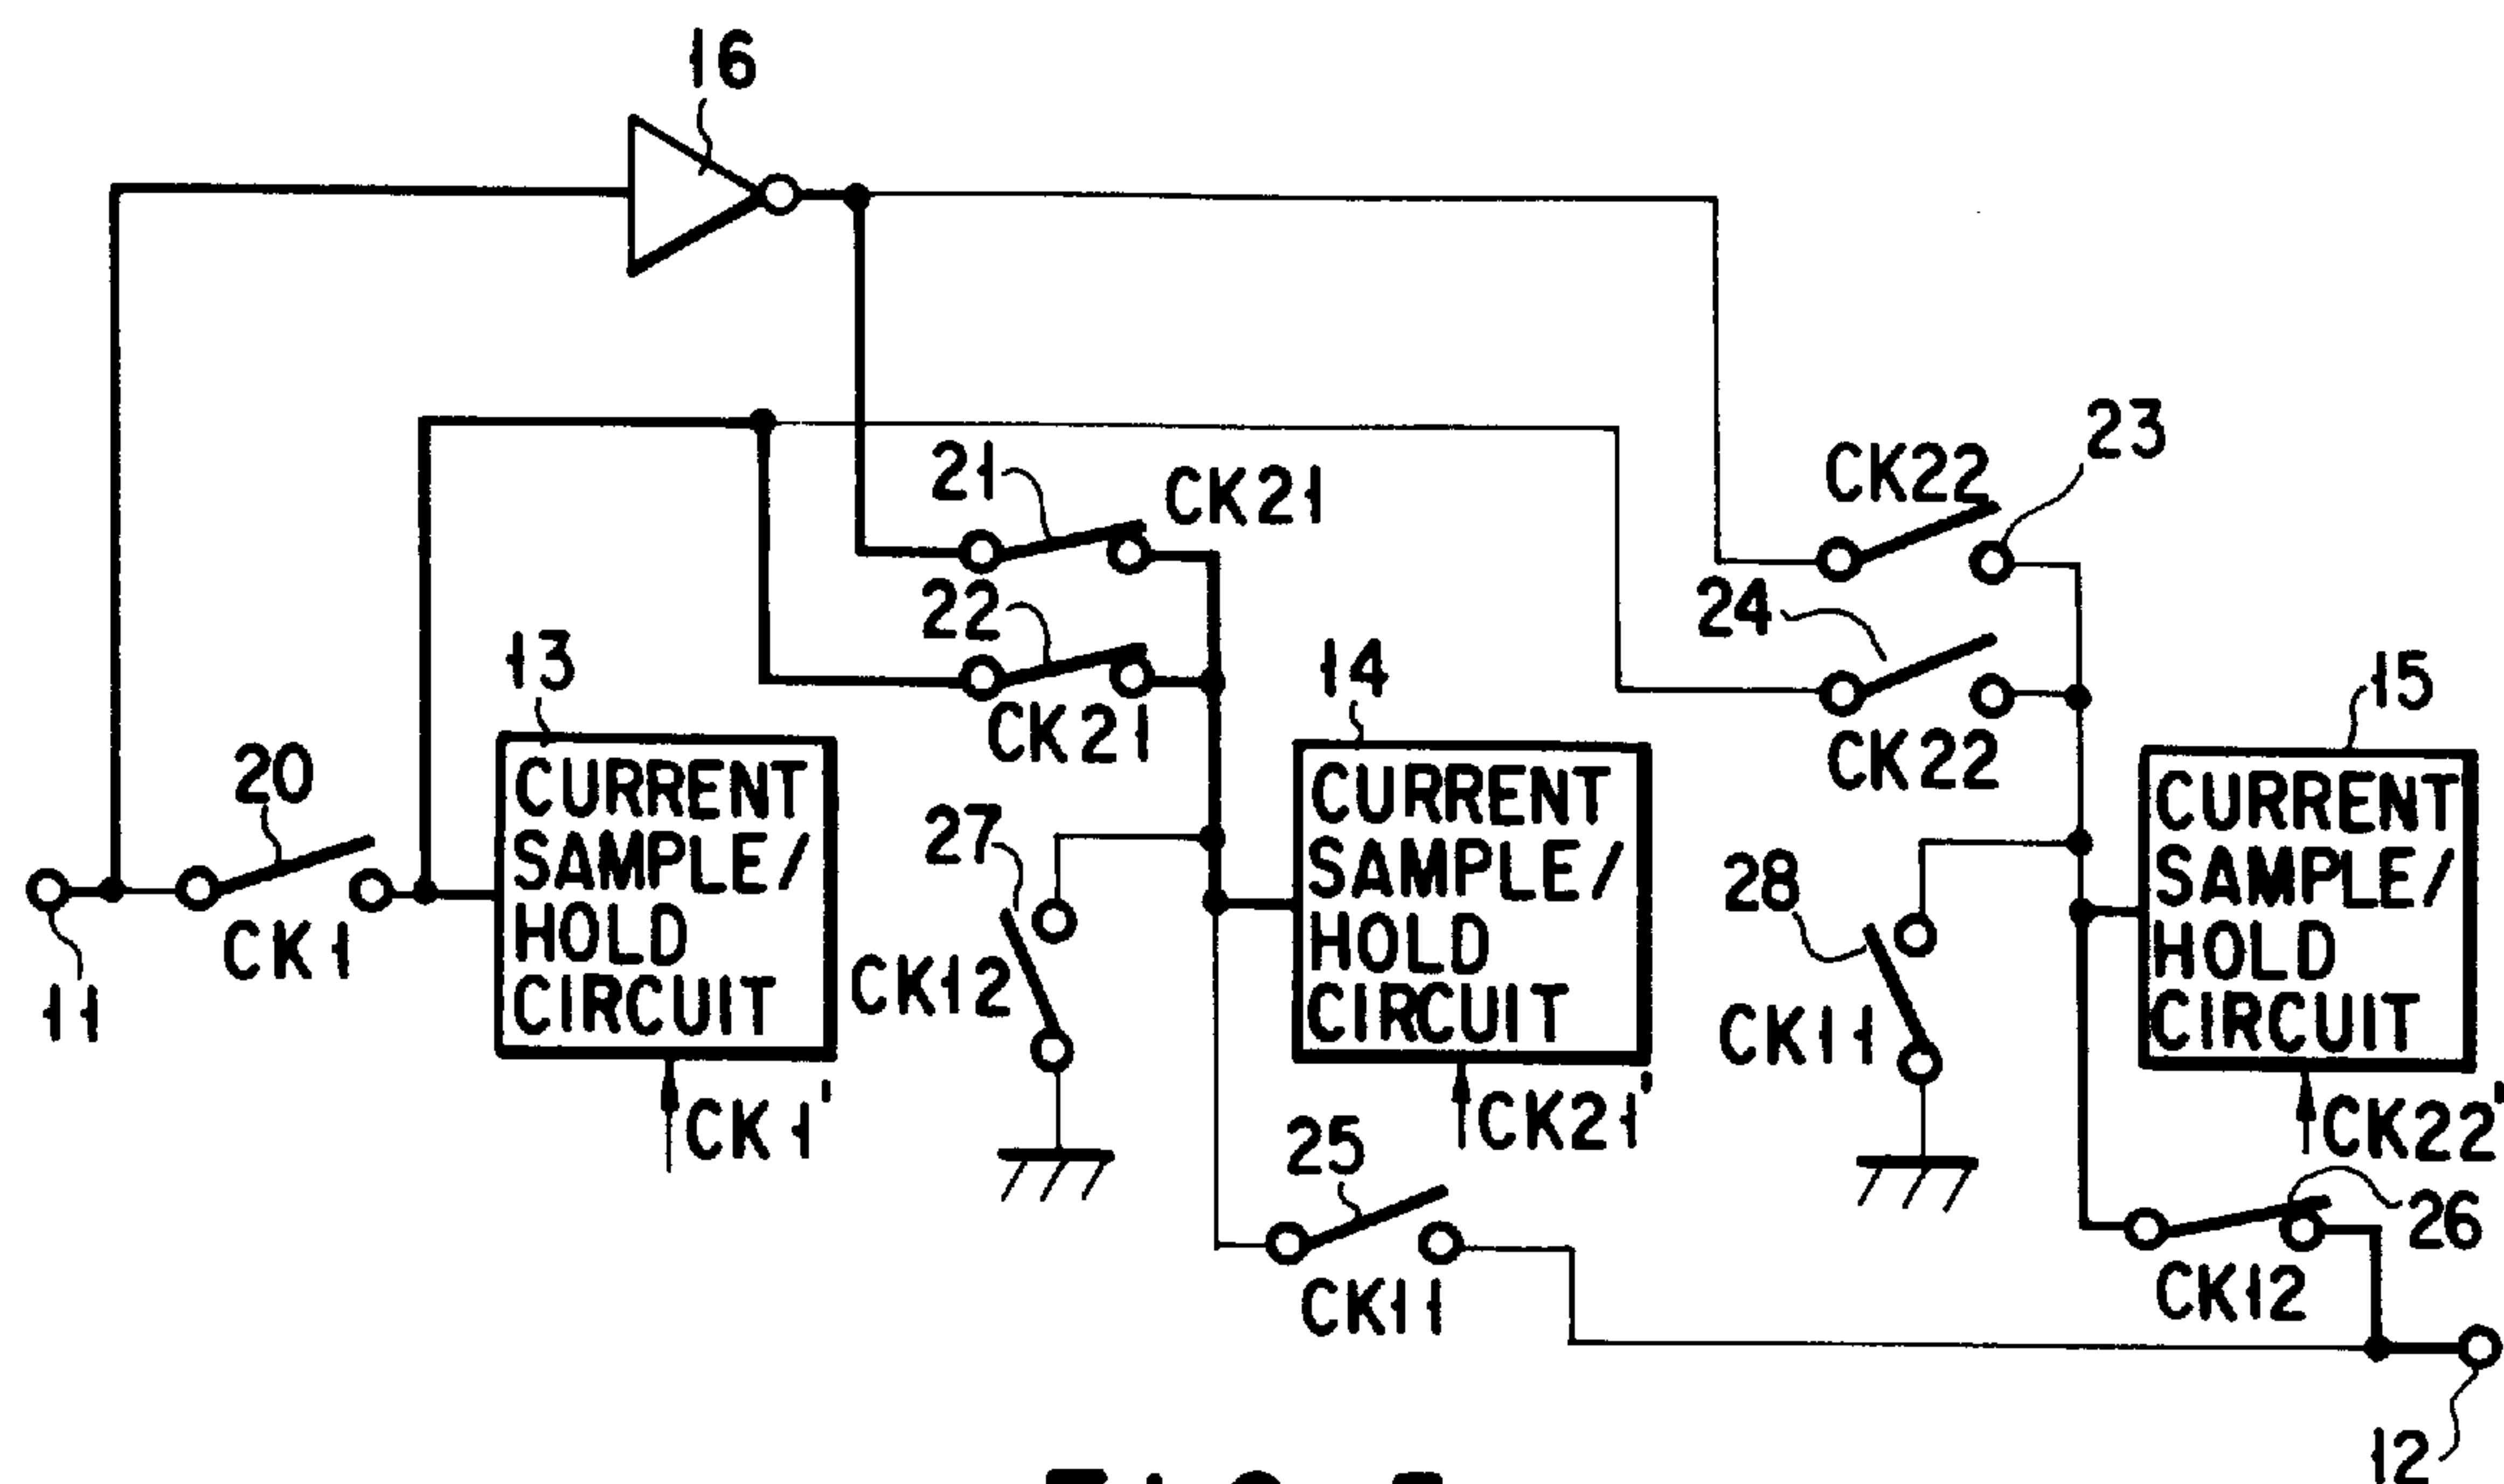 16
21
CK21
CK22
23
22
CK21
24
CK22
13
14
15
20
CK1
11
CURRENT
SAMPLE/
HOLD
CIRCUIT
CK1'
27
CK12
CURRENT
SAMPLE/
HOLD
CIRCUIT
CK21'
28
CK11
CURRENT
SAMPLE/
HOLD
CIRCUIT
CK22'
25
CK11
26
CK12
12